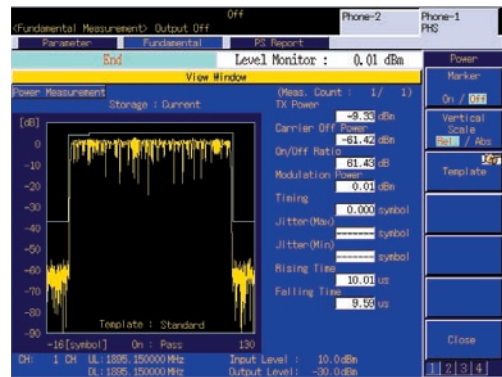 Off
<Fundamental Measurement> Output Off
Phone-2
Phone-1
PHS
Parameter
Fundamental
PS Report
Power
End
Level Monitor : 0.01 dBm
View Window
Marker
On / Off
Power Measurement
(Meas. Count : 1/ 1)
Storage : Current
TX Power
-9.33 dBm
Carrier Off Power
-61.42 dBm
On/Off Ratio
61.43 dB
Modulation Power
0.01 dBm
Timing
0.000 symbol
Jitter(Max)
------ symbol
Jitter(Min)
------ symbol
Rising Time
10.01 us
Falling Time
9.59 us
Vertical
Scale
Rel / Abs
Template
[dB]
0
-10
-20
-30
-40
-50
-60
-70
-80
-90
Template : Standard
-16[symbol] On : Pass 130
Close
CH: 1 CH UL: 1895.150000MHz Input Level : 10.0dBm
DL: 1895.150000MHz Output Level: -30.0dBm
1 2 3 4